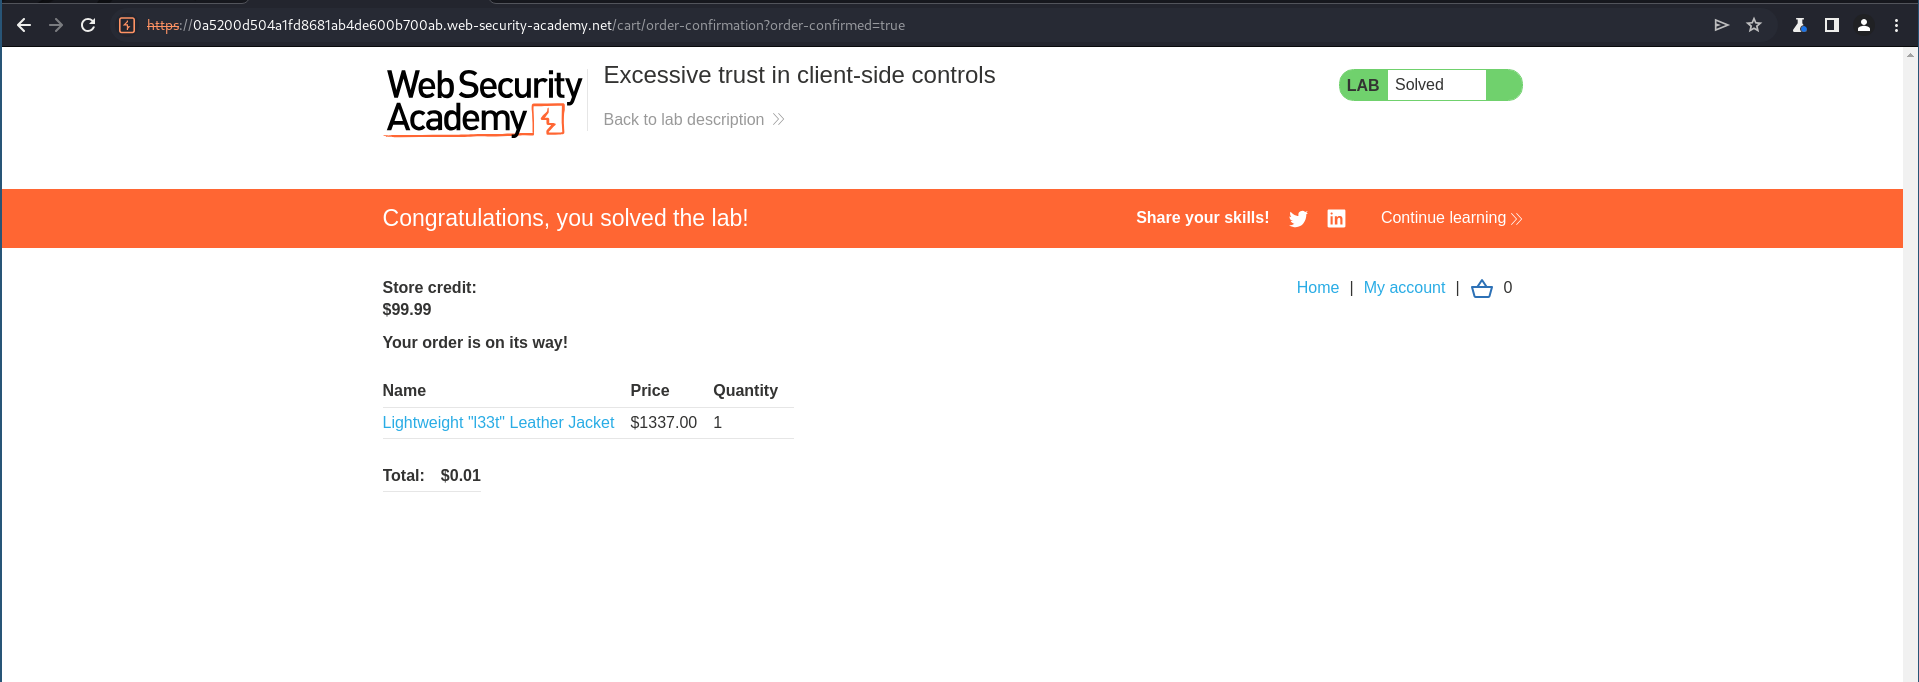 https://0a5200d504a1fd8681ab4de600b700ab.web-security-academy.net/cart/order-confirmation?order-confirmed=true
Web Security
Academy
Excessive trust in client-side controls
Back to lab description
LAB Solved
Congratulations, you solved the lab!
Share your skills! in Continue learning
Store credit:
$99.99
Home | My account | 0
Your order is on its way!
Name Price Quantity
Lightweight "l33t" Leather Jacket $1337.00 1
Total: $0.01